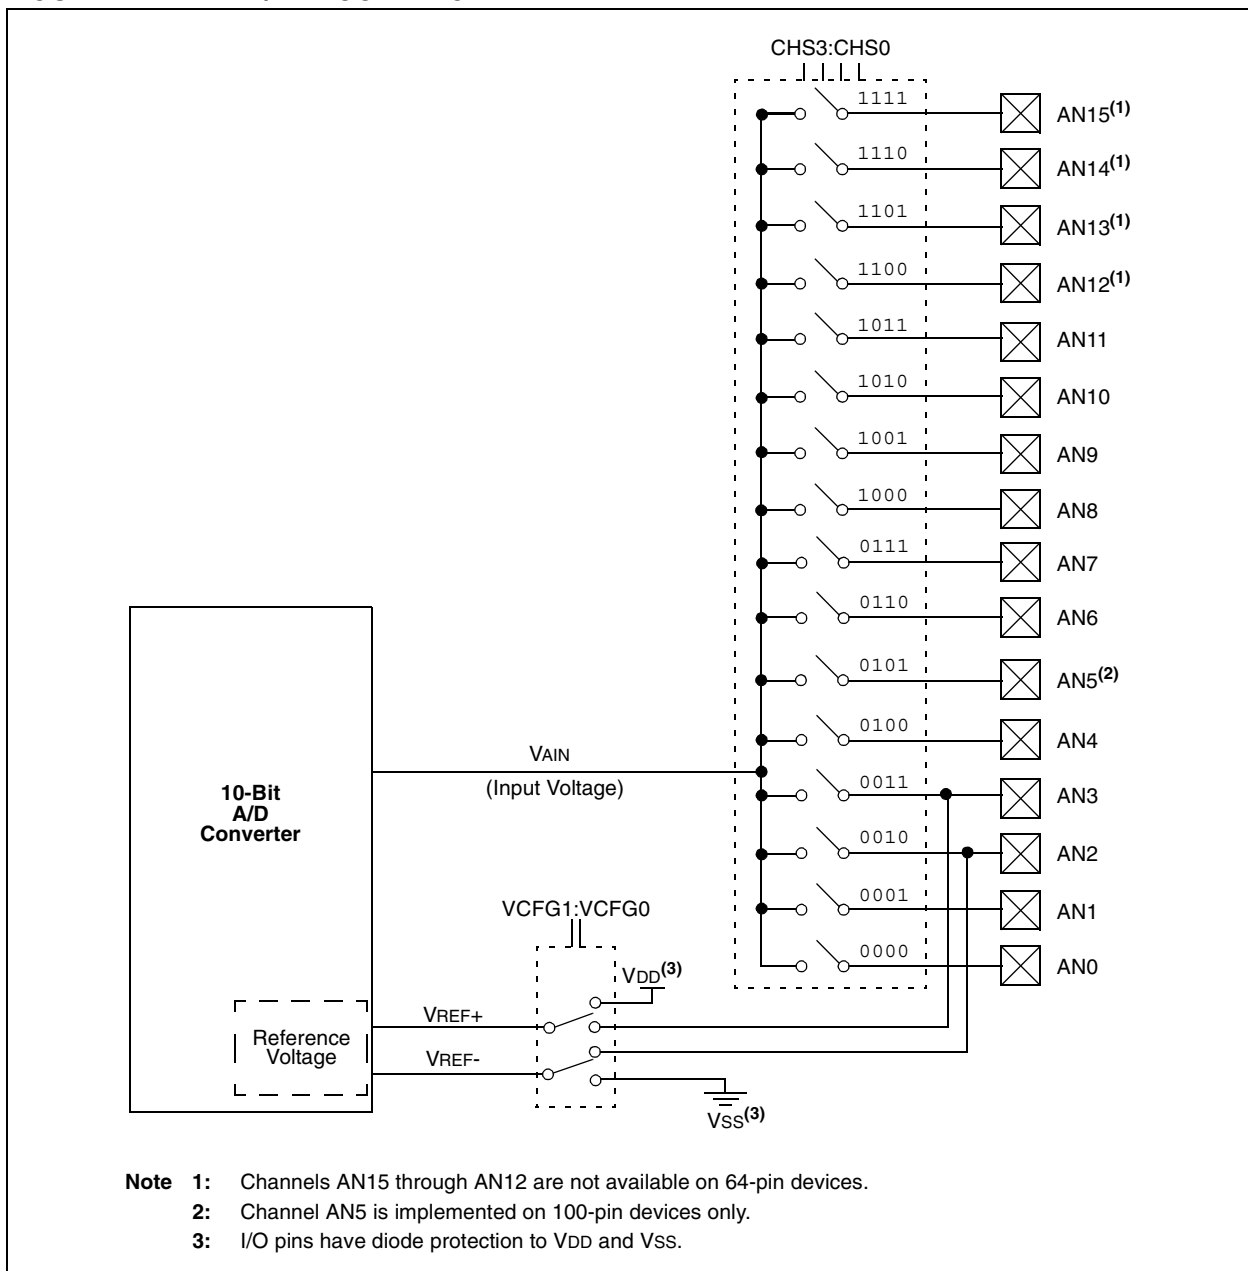 CHS3:CHS0
1111
AN15(1)
1110
AN14(1)
1101
AN13(1)
1100
AN12(1)
1011
AN11
1010
AN10
1001
AN9
1000
AN8
0111
AN7
0110
AN6
0101
AN5(2)
0100
AN4
VAIN
(Input Voltage)
0011
AN3
10-Bit
A/D
Converter
0010
AN2
0001
AN1
VCFG1:VCFG0
0000
AN0
VDD(3)
VREF+
Reference
Voltage
VREF-
VSS(3)
Note 1: Channels AN15 through AN12 are not available on 64-pin devices.
2: Channel AN5 is implemented on 100-pin devices only.
3: I/O pins have diode protection to VDD and VSS.